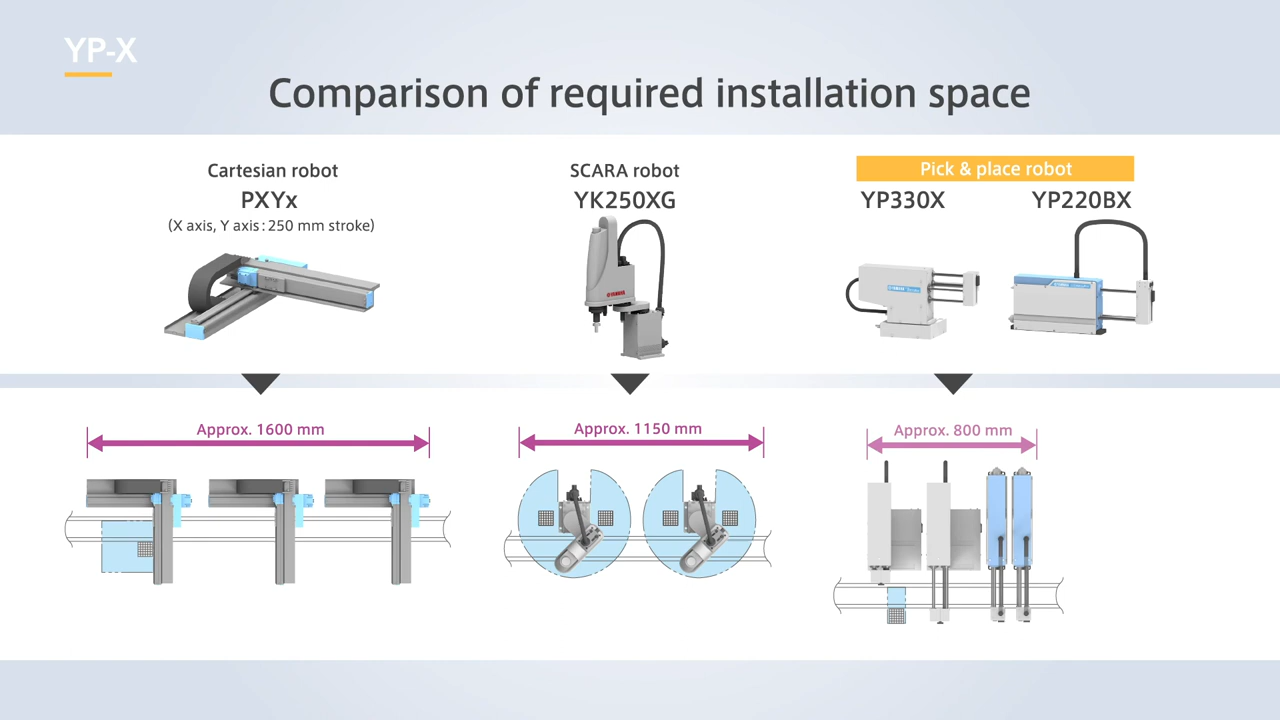 YP-X
Comparison of required installation space
Cartesian robot
PXYx
(X axis, Y axis : 250 mm stroke)
SCARA robot
YK250XG
Pick & place robot
YP330X
YP220BX
YAMAHA
Approx. 1600 mm
Approx. 1150 mm
Approx. 800 mm